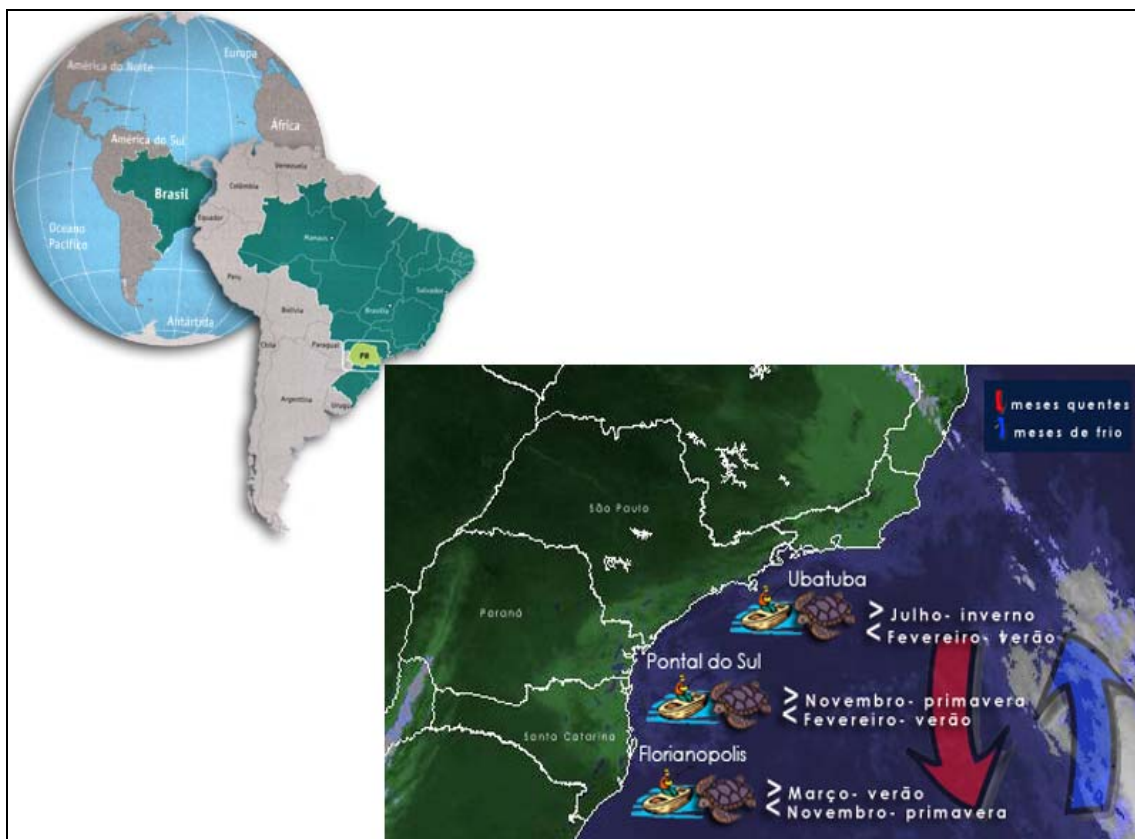 América do Norte
Europa
África
América do Sul
Brasil
Oceano
Pacífico
Antártida
Venezuela
Colômbia
Equador
Peru
Manaus
Salvador
Brasília
Bolívia
Paraguai
PR
Chile
Argentina
meses quentes
meses de frio
São Paulo
Paraná
Santa Catarina
Ubatuba
> Julho- inverno
< Fevereiro- verão
Pontal do Sul
> Novembro- primavera
< Fevereiro- verão
Florianopolis
> Março- verão
< Novembro- primavera